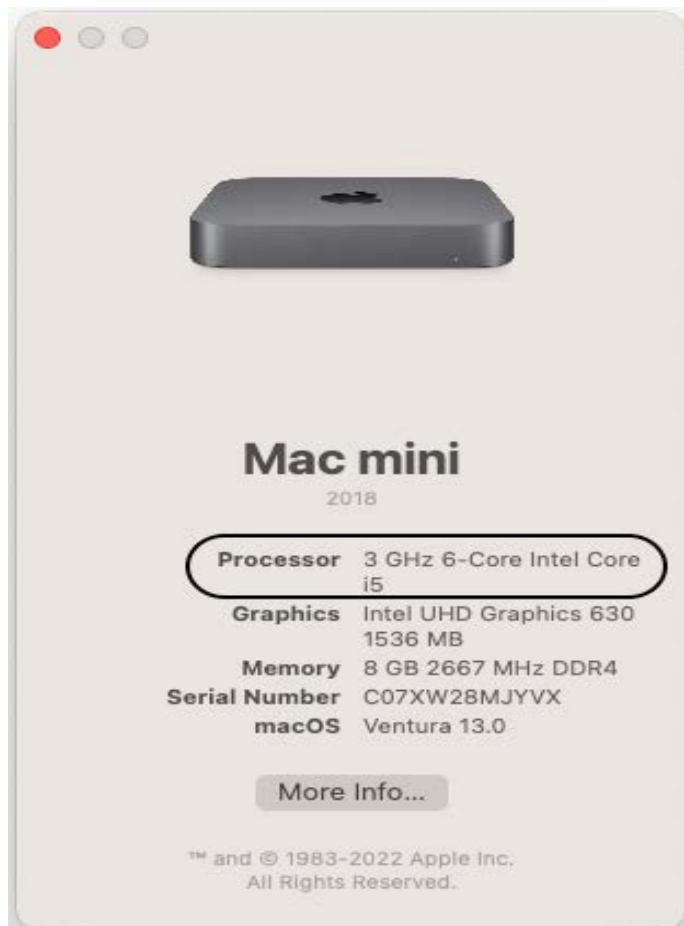 Mac mini
2018
Processor 3 GHz 6-Core Intel Core
i5
Graphics Intel UHD Graphics 630
1536 MB
Memory 8 GB 2667 MHz DDR4
Serial Number C07XW28MJYVX
macOS Ventura 13.0
More Info...
™ and © 1983-2022 Apple Inc.
All Rights Reserved.